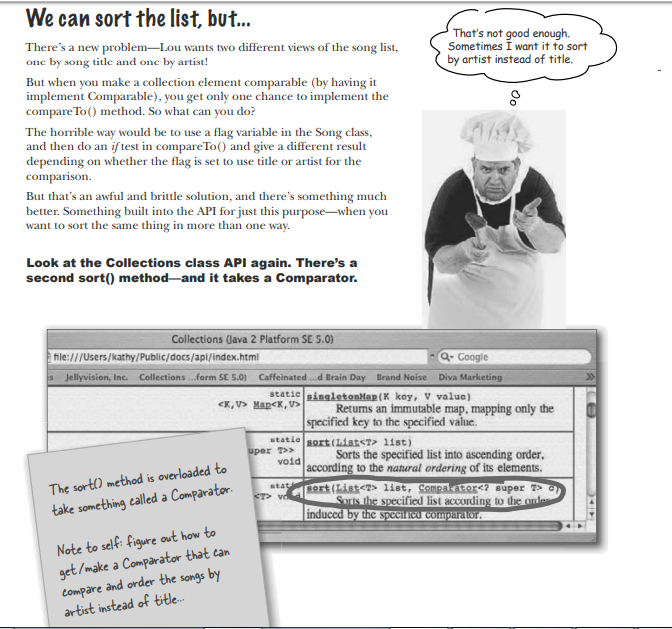 We can sort the list, but...
That's not good enough.
Sometimes I want it to sort
by artist instead of title.
There's a new problem—Lou wants two different views of the song list,
one by song title and one by artist!
But when you make a collection element comparable (by having it
implement Comparable), you get only one chance to implement the
compareTo() method. So what can you do?
The horrible way would be to use a flag variable in the Song class,
and then do an if test in compareTo() and give a different result
depending on whether the flag is set to use title or artist for the
comparison.
But that's an awful and brittle solution, and there's something much
better. Something built into the API for just this purpose—when you
want to sort the same thing in more than one way.
Look at the Collections class API again. There's a
second sort() method—and it takes a Comparator.
Collections (Java 2 Platform SE 5.0)
file:///Users/kathy/Public/docs/api/index.html
Google
s Jellyvision, Inc. Collections ...form SE 5.0) Caffeinated ...d Brain Day Brand Noise Diva Marketing
static singletonMap(K key, V value)
<K,V> Map<K,V> Returns an immutable map, mapping only the
specified key to the specified value.
static sort(List<T> list)
uper T>> Sorts the specified list into ascending order,
void according to the natural ordering of its elements.
stati sort(List<T> list, Comparator<? super T> c)
<T> void Sorts the specified list according to the order
induced by the specified comparator.
The sort() method is overloaded to
take something called a Comparator.
Note to self: figure out how to
get/make a Comparator that can
compare and order the songs by
artist instead of title...